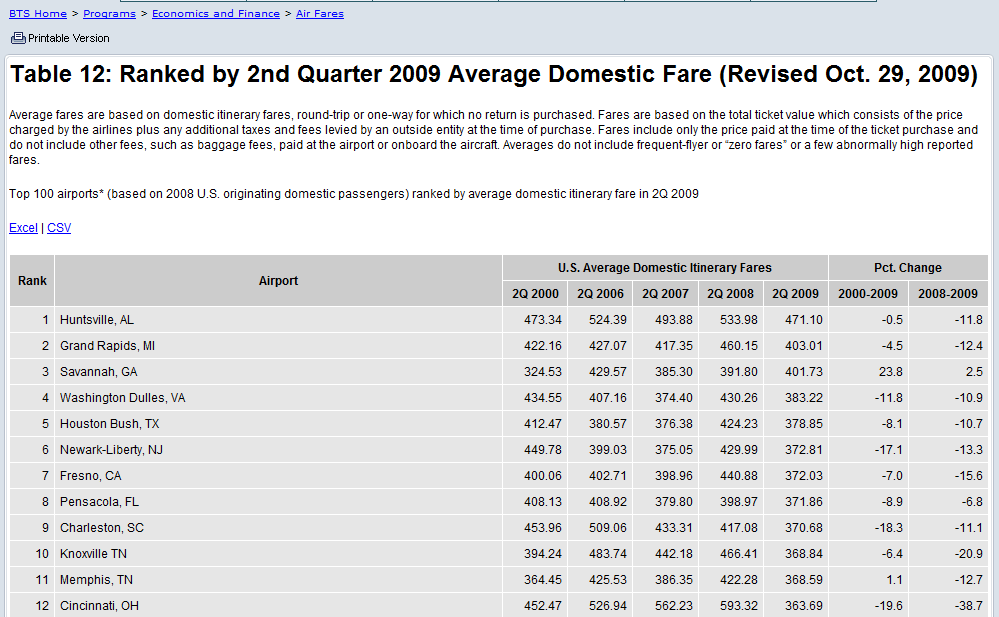 BTS Home > Programs > Economics and Finance > Air Fares
Printable Version
Table 12: Ranked by 2nd Quarter 2009 Average Domestic Fare (Revised Oct. 29, 2009)
Average fares are based on domestic itinerary fares, round-trip or one-way for which no return is purchased. Fares are based on the total ticket value which consists of the price
charged by the airlines plus any additional taxes and fees levied by an outside entity at the time of purchase. Fares include only the price paid at the time of the ticket purchase and
do not include other fees, such as baggage fees, paid at the airport or onboard the aircraft. Averages do not include frequent-flyer or “zero fares” or a few abnormally high reported
fares.
Top 100 airports* (based on 2008 U.S. originating domestic passengers) ranked by average domestic itinerary fare in 2Q 2009
Excel | CSV
Rank Airport U.S. Average Domestic Itinerary Fares Pct. Change
2Q 2000 2Q 2006 2Q 2007 2Q 2008 2Q 2009 2000-2009 2008-2009
1 Huntsville, AL 473.34 524.39 493.88 533.98 471.10 -0.5 -11.8
2 Grand Rapids, MI 422.16 427.07 417.35 460.15 403.01 -4.5 -12.4
3 Savannah, GA 324.53 429.57 385.30 391.80 401.73 23.8 2.5
4 Washington Dulles, VA 434.55 407.16 374.40 430.26 383.22 -11.8 -10.9
5 Houston Bush, TX 412.47 380.57 376.38 424.23 378.85 -8.1 -10.7
6 Newark-Liberty, NJ 449.78 399.03 375.05 429.99 372.81 -17.1 -13.3
7 Fresno, CA 400.06 402.71 398.96 440.88 372.03 -7.0 -15.6
8 Pensacola, FL 408.13 408.92 379.80 398.97 371.86 -8.9 -6.8
9 Charleston, SC 453.96 509.06 433.31 417.08 370.68 -18.3 -11.1
10 Knoxville TN 394.24 483.74 442.18 466.41 368.84 -6.4 -20.9
11 Memphis, TN 364.45 425.53 386.35 422.28 368.59 1.1 -12.7
12 Cincinnati, OH 452.47 526.94 562.23 593.32 363.69 -19.6 -38.7